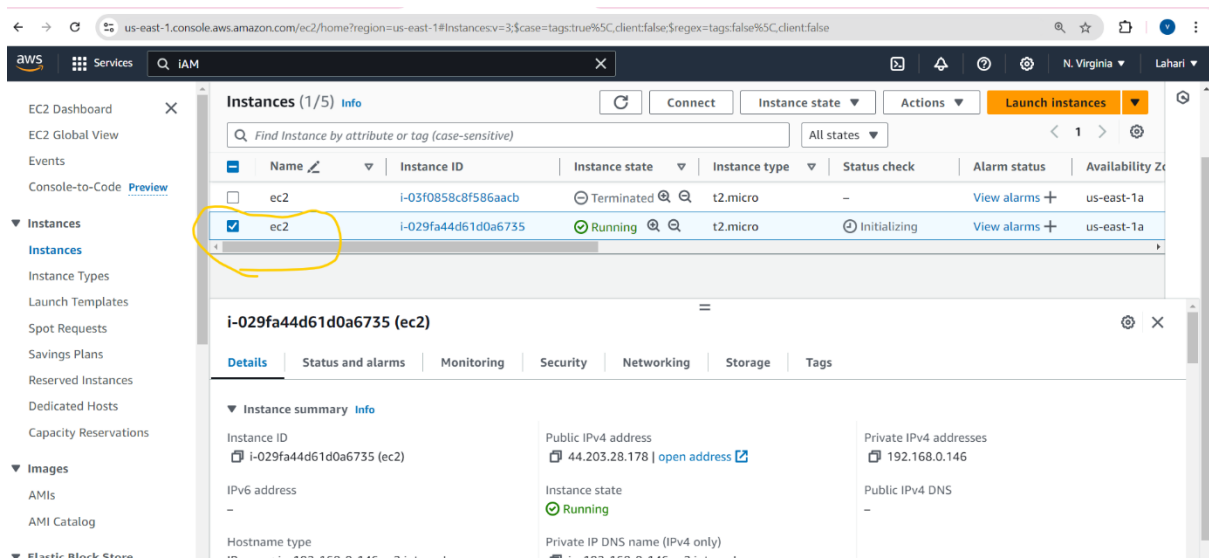 us-east-1.console.aws.amazon.com/ec2/home?region=us-east-1#Instances:v=3;$case=tags:true%5C,client:false;$regex=tags:false%5C,client:false
aws Services iAM N. Virginia Lahari
EC2 Dashboard
EC2 Global View
Events
Console-to-Code Preview
Instances
Instances
Instance Types
Launch Templates
Spot Requests
Savings Plans
Reserved Instances
Dedicated Hosts
Capacity Reservations
Images
AMIs
AMI Catalog
Elastic Block Store
Instances (1/5) Info Connect Instance state Actions Launch instances
Find Instance by attribute or tag (case-sensitive) All states 1
Name Instance ID Instance state Instance type Status check Alarm status Availability
ec2 i-03f0858c8f586aacb Terminated t2.micro – View alarms + us-east-1a
ec2 i-029fa44d61d0a6735 Running t2.micro Initializing View alarms + us-east-1a
i-029fa44d61d0a6735 (ec2)
Details Status and alarms Monitoring Security Networking Storage Tags
Instance summary Info
Instance ID Public IPv4 address Private IPv4 addresses
i-029fa44d61d0a6735 (ec2) 44.203.28.178 | open address 192.168.0.146
IPv6 address Instance state Public IPv4 DNS
– Running –
Hostname type Private IP DNS name (IPv4 only)